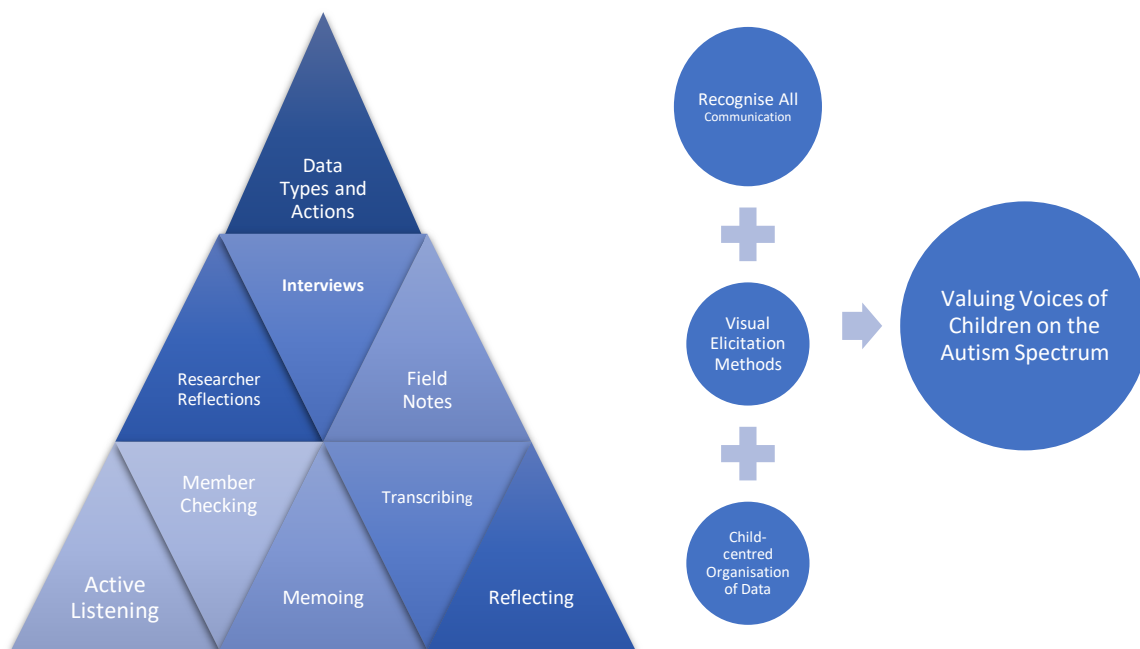 Data
Types and
Actions
Interviews
Researcher
Reflections
Field
Notes
Member
Checking
Transcribing
Active
Listening
Memoing
Reflecting
Recognise All
Communication
Visual
Elicitation
Methods
Child-
centred
Organisation
of Data
Valuing Voices of
Children on the
Autism Spectrum